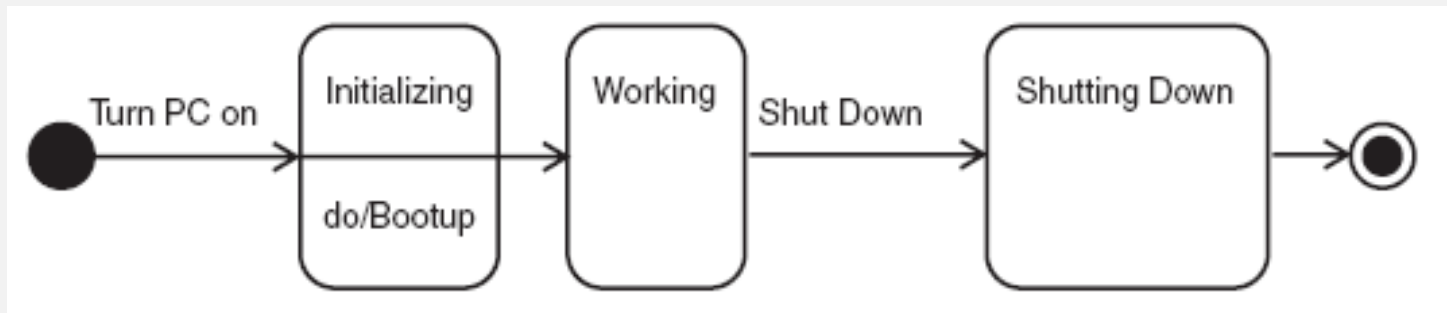 Turn PC on
Initializing
do/Bootup
Working
Shut Down
Shutting Down